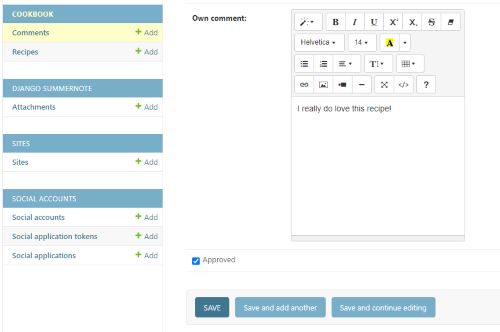 COOKBOOK
Comments + Add
Recipes + Add
DJANGO SUMMERNOTE
Attachments + Add
SITES
Sites + Add
SOCIAL ACCOUNTS
Social accounts + Add
Social application tokens + Add
Social applications + Add
Own comment:
B I U X² X₂ S
Helvetica 14 A
T
</> ?
I really do love this recipe!
Approved
SAVE Save and add another Save and continue editing